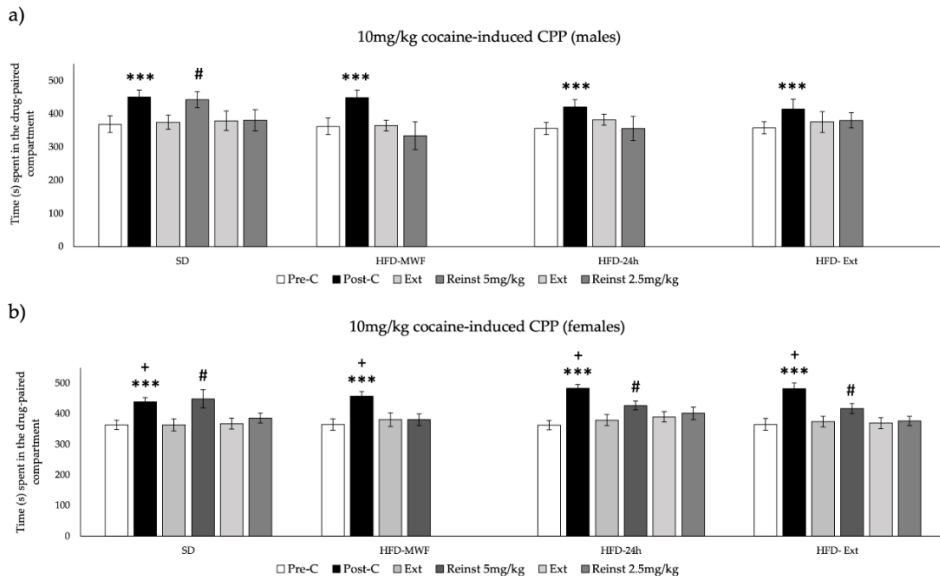 a)
10mg/kg cocaine-induced CPP (males)
Time (s) spent in the drug-paired
compartment
500
400
300
200
100
0
***
#
***
***
***
SD
HFD-MWF
HFD-24h
HFD- Ext
Pre-C
Post-C
Ext
Reinst 5mg/kg
Ext
Reinst 2.5mg/kg
b)
10mg/kg cocaine-induced CPP (females)
Time (s) spent in the drug-paired
compartment
500
400
300
200
100
0
+
***
#
+
***
+
***
#
+
***
#
SD
HFD-MWF
HFD-24h
HFD- Ext
Pre-C
Post-C
Ext
Reinst 5mg/kg
Ext
Reinst 2.5mg/kg